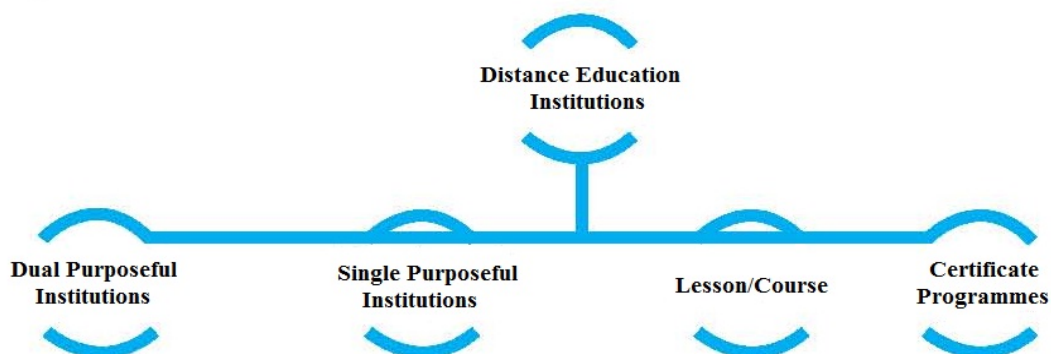 Distance Education
Institutions
Dual Purposeful
Institutions
Single Purposeful
Institutions
Lesson/Course
Certificate
Programmes